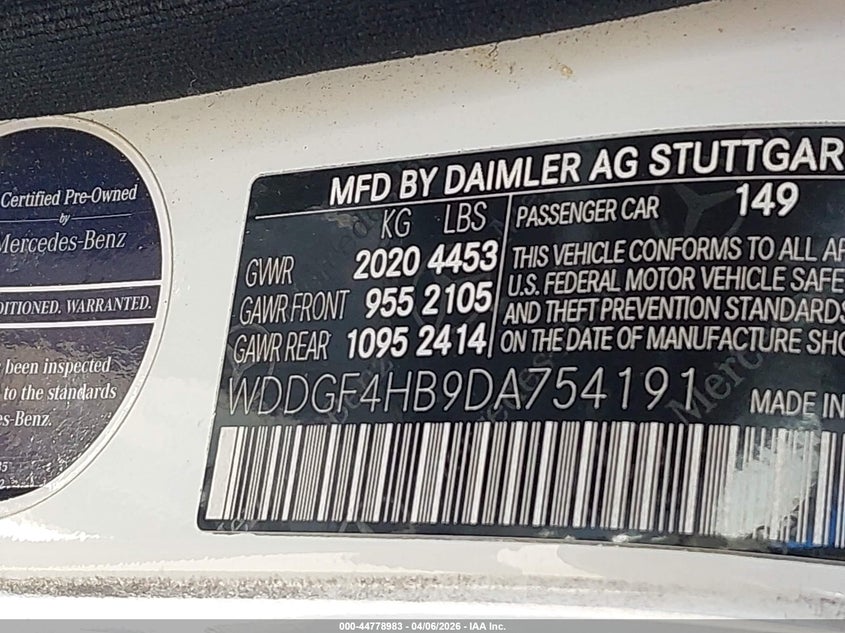 Certified Pre-Owned
by
Mercedes-Benz
DITIONED. WARRANTED.
been inspected
to the standards
des-Benz.
MFD BY DAIMLER AG STUTTGAR
KG LBS
PASSENGER CAR 149
GVWR 2020 4453
GAWR FRONT 955 2105
GAWR REAR 1095 2414
THIS VEHICLE CONFORMS TO ALL AP
U.S. FEDERAL MOTOR VEHICLE SAFE
AND THEFT PREVENTION STANDARDS
ON THE DATE OF MANUFACTURE SHO
WDDGF4HB9DA754191
MADE IN
000-44778983 - 04/06/2026 - IAA Inc.